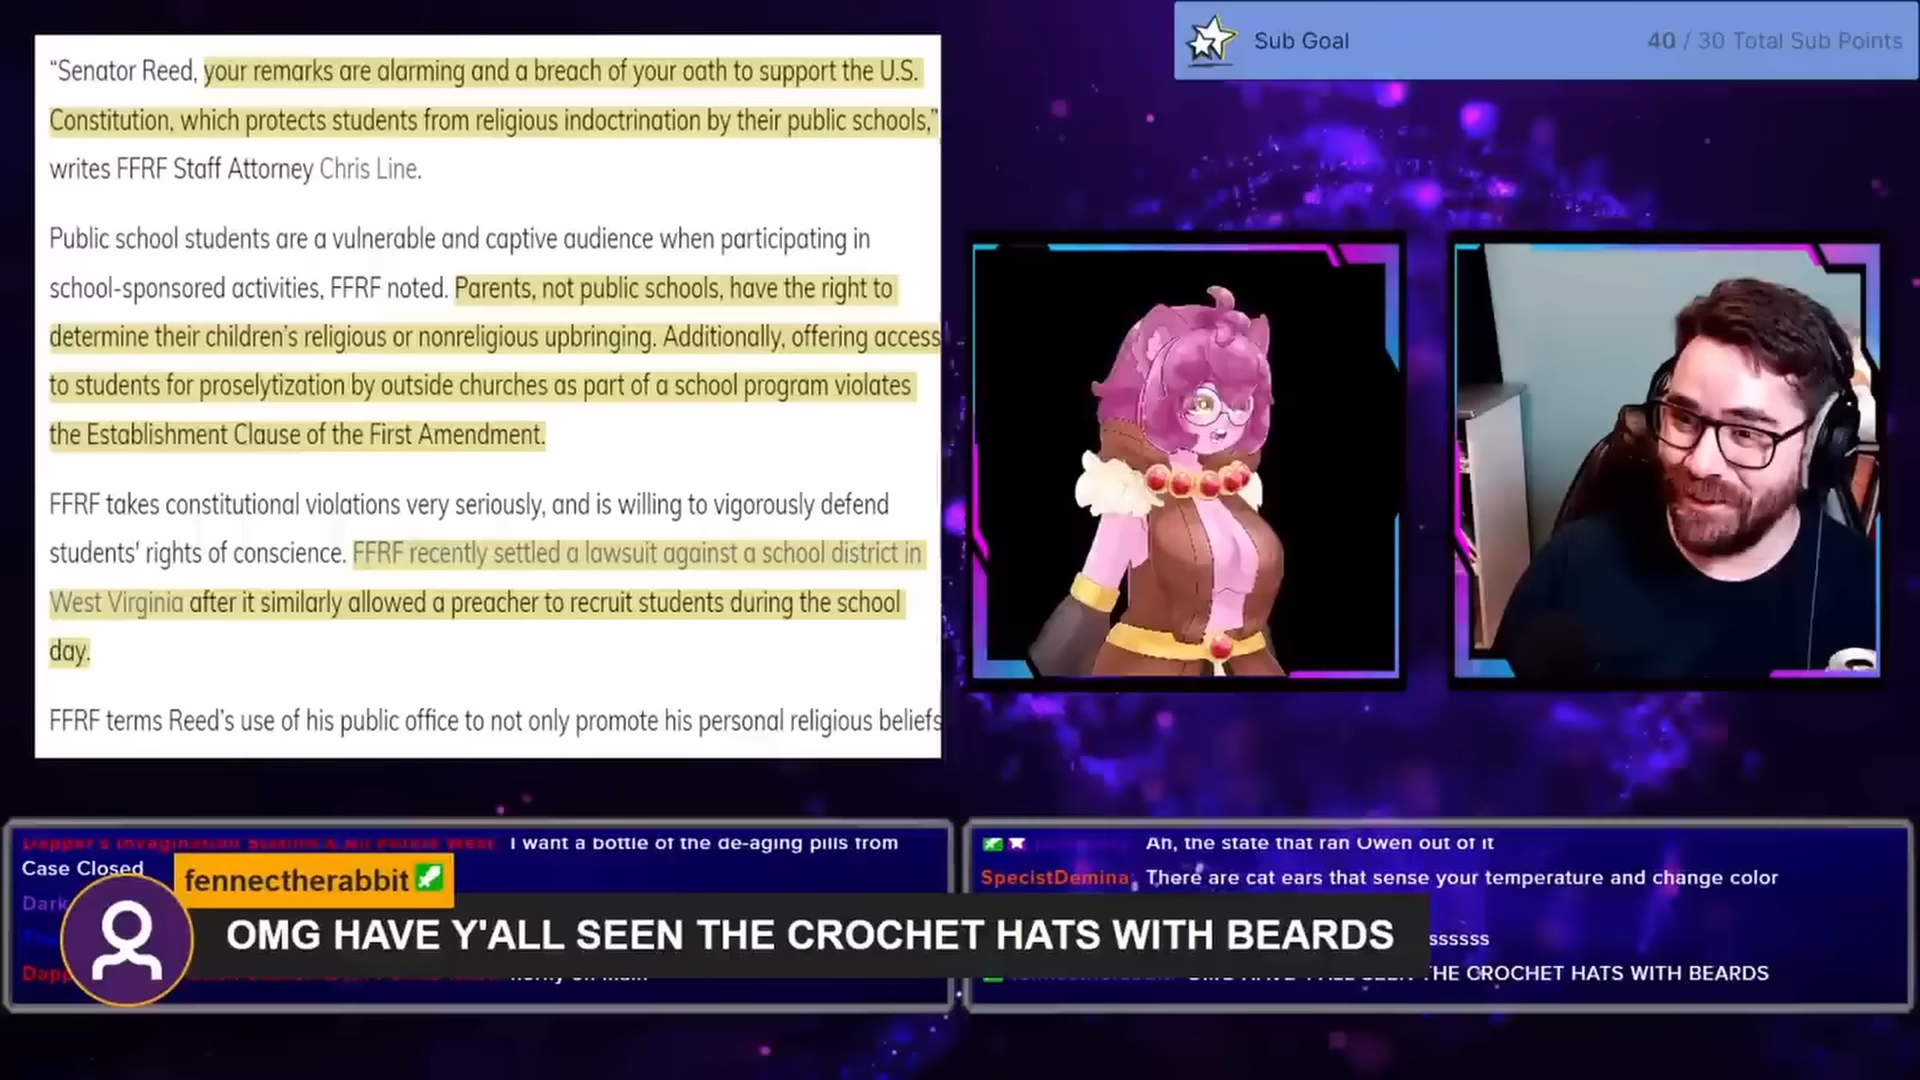 “Senator Reed, your remarks are alarming and a breach of your oath to support the U.S.
Constitution, which protects students from religious indoctrination by their public schools,”
writes FFRF Staff Attorney Chris Line.
Public school students are a vulnerable and captive audience when participating in
school-sponsored activities, FFRF noted. Parents, not public schools, have the right to
determine their children’s religious or nonreligious upbringing. Additionally, offering access
to students for proselytization by outside churches as part of a school program violates
the Establishment Clause of the First Amendment.
FFRF takes constitutional violations very seriously, and is willing to vigorously defend
students' rights of conscience. FFRF recently settled a lawsuit against a school district in
West Virginia after it similarly allowed a preacher to recruit students during the school
day.
FFRF terms Reed’s use of his public office to not only promote his personal religious beliefs
Sub Goal
40 / 30 Total Sub Points
I want a bottle of the de-aging pills from
Case Closed
Dark
Dapp
fennectherabbit
OMG HAVE Y'ALL SEEN THE CROCHET HATS WITH BEARDS
Ah, the state that ran Owen out of it
SpecistDemina: There are cat ears that sense your temperature and change color
ssssss
THE CROCHET HATS WITH BEARDS